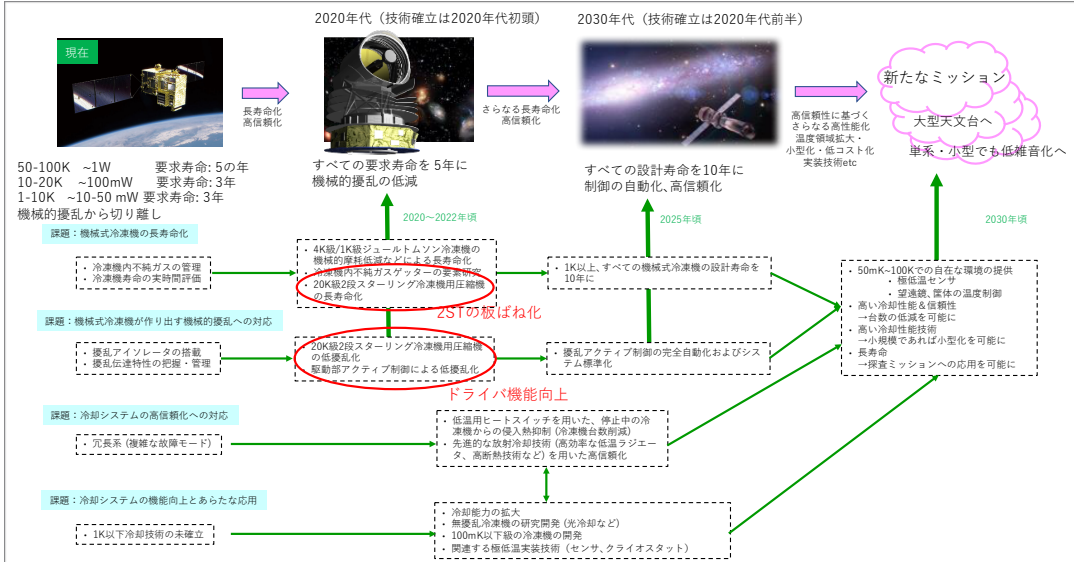 現在
2020年代（技術確立は2020年代初頭）
2030年代（技術確立は2020年代前半）
長寿命化
高信頼化
さらなる長寿命化
高信頼化
高信頼性に基づく
さらなる高性能化
温度領域拡大・
小型化・低コスト化
実装技術etc
新たなミッション
大型天文台へ
単系・小型でも低雑音化へ
50-100K ~1W 要求寿命: 5の年
10-20K ~100mW 要求寿命: 3年
1-10K ~10-50 mW 要求寿命: 3年
機械的擾乱から切り離し
すべての要求寿命を 5年に
機械的擾乱の低減
すべての設計寿命を10年に
制御の自動化、高信頼化
2020～2022年頃
2025年頃
2030年頃
課題：機械式冷凍機の長寿命化
• 冷凍機内不純ガスの管理
• 冷凍機寿命の実時間評価
• 4K級/1K級ジュールトムソン冷凍機の
機械的摩耗低減などによる長寿命化
• 冷凍機内不純ガスゲッターの要素研究
• 20K級2段スターリング冷凍機用圧縮機
の長寿命化
2STの板ばね化
• 1K以上、すべての機械式冷凍機の設計寿命を
10年に
• 50mK~100Kでの自在な環境の提供
• 極低温センサ
• 望遠鏡、筐体の温度制御
• 高い冷却性能＆信頼性
→台数の低減を可能に
• 高い冷却性能技術
→小規模であれば小型化を可能に
• 長寿命
→探査ミッションへの応用を可能に
課題：機械式冷凍機が作り出す機械的擾乱への対応
• 擾乱アイソレータの搭載
• 擾乱伝達特性の把握・管理
• 20K級2段スターリング冷凍機用圧縮機
の低擾乱化
• 駆動部アクティブ制御による低擾乱化
ドライバ機能向上
• 擾乱アクティブ制御の完全自動化およびシス
テム標準化
課題：冷却システムの高信頼化への対応
• 冗長系（複雑な故障モード）
• 低温用ヒートスイッチを用いた、停止中の冷
凍機からの侵入熱抑制 (冷凍機台数削減)
• 先進的な放射冷却技術（高効率な低温ラジエー
タ、高断熱技術など）を用いた高信頼化
課題：冷却システムの機能向上とあらたな応用
• 1K以下冷却技術の未確立
• 冷却能力の拡大
• 無擾乱冷凍機の研究開発（光冷却など）
• 100mK以下級の冷凍機の開発
• 関連する極低温実装技術（センサ、クライオスタット）